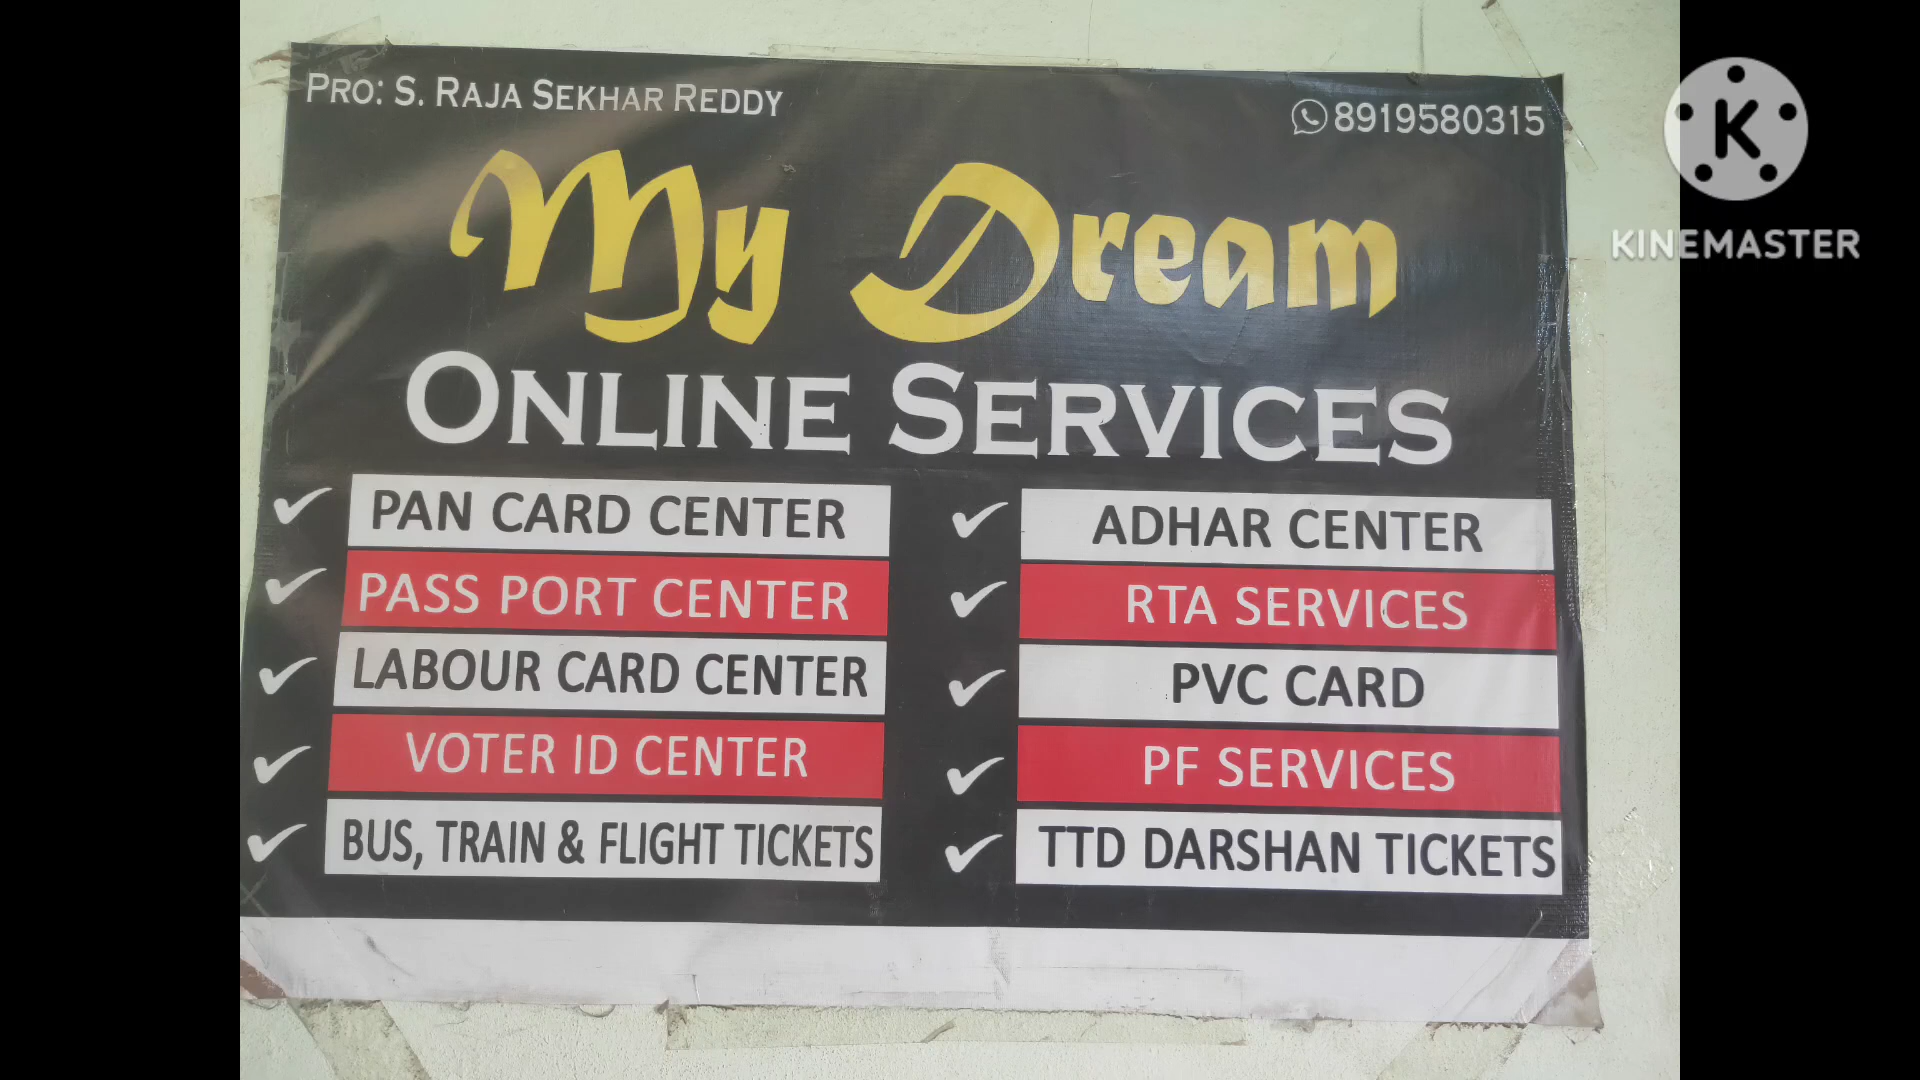 PRO: S. RAJA SEKHAR REDDY
8919580315
My Dream
ONLINE SERVICES
PAN CARD CENTER
PASS PORT CENTER
LABOUR CARD CENTER
VOTER ID CENTER
BUS, TRAIN & FLIGHT TICKETS
ADHAR CENTER
RTA SERVICES
PVC CARD
PF SERVICES
TTD DARSHAN TICKETS
K
KINEMASTER